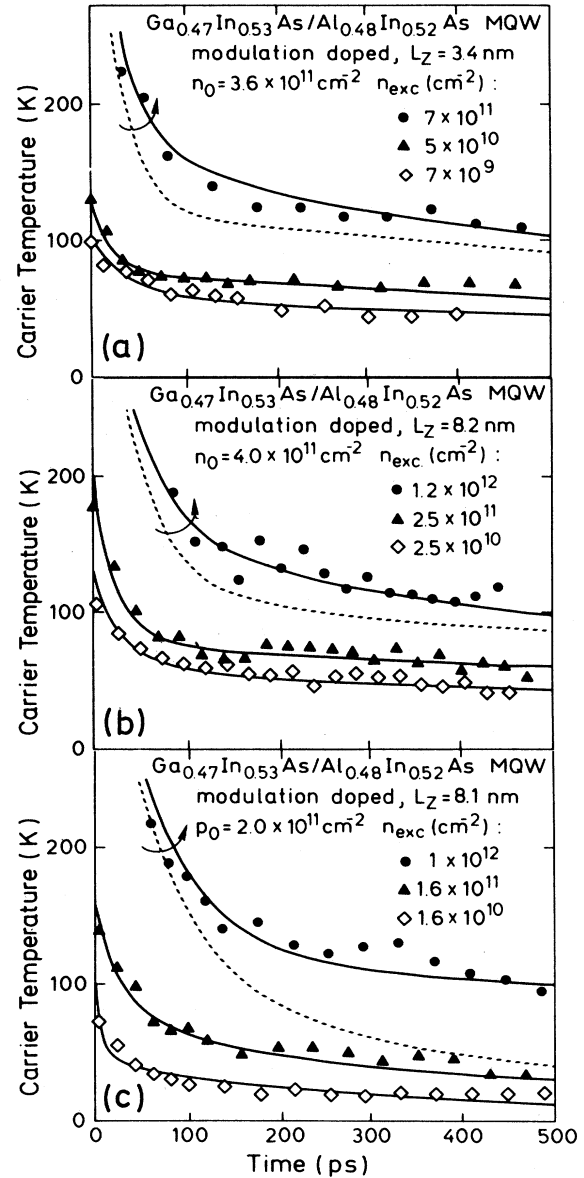 Ga0.47In0.53As/Al0.48In0.52As MQW
modulation doped, LZ = 3.4 nm
n0 = 3.6 × 10^11 cm^-2 nexc (cm^-2) :
● 7 × 10^11
▲ 5 × 10^10
◇ 7 × 10^9
Carrier Temperature (K)
200
100
0
(a)
Ga0.47In0.53As/Al0.48In0.52As MQW
modulation doped, LZ = 8.2 nm
n0 = 4.0 × 10^11 cm^-2 nexc. (cm^-2) :
● 1.2 × 10^12
▲ 2.5 × 10^11
◇ 2.5 × 10^10
Carrier Temperature (K)
200
100
0
(b)
Ga0.47In0.53As/Al0.48In0.52As MQW
modulation doped, LZ = 8.1 nm
p0 = 2.0 × 10^11 cm^-2 nexc (cm^-2) :
● 1 × 10^12
▲ 1.6 × 10^11
◇ 1.6 × 10^10
Carrier Temperature (K)
200
100
0
(c)
0 100 200 300 400 500
Time (ps)